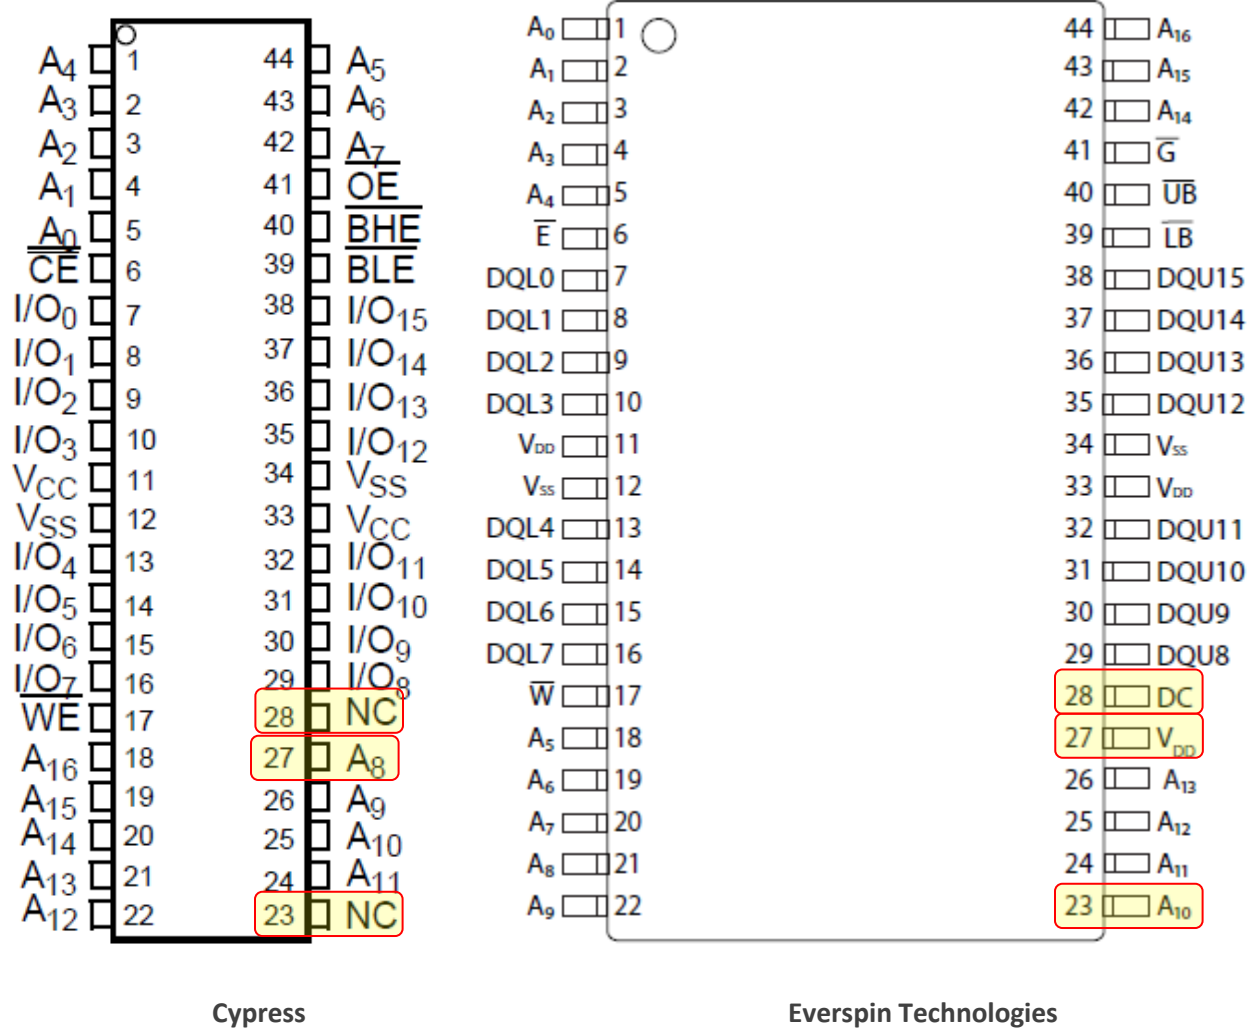 A4 1 44 A5
A3 2 43 A6
A2 3 42 A7
A1 4 41 OE
A0 5 40 BHE
CE 6 39 BLE
I/O0 7 38 I/O15
I/O1 8 37 I/O14
I/O2 9 36 I/O13
I/O3 10 35 I/O12
VCC 11 34 VSS
VSS 12 33 VCC
I/O4 13 32 I/O11
I/O5 14 31 I/O10
I/O6 15 30 I/O9
I/O7 16 29 I/O8
WE 17 28 NC
A16 18 27 A8
A15 19 26 A9
A14 20 25 A10
A13 21 24 A11
A12 22 23 NC
Cypress
A0 1 44 A16
A1 2 43 A15
A2 3 42 A14
A3 4 41 G
A4 5 40 UB
E 6 39 LB
DQL0 7 38 DQU15
DQL1 8 37 DQU14
DQL2 9 36 DQU13
DQL3 10 35 DQU12
VDD 11 34 VSS
VSS 12 33 VDD
DQL4 13 32 DQU11
DQL5 14 31 DQU10
DQL6 15 30 DQU9
DQL7 16 29 DQU8
W 17 28 DC
A5 18 27 VDD
A6 19 26 A13
A7 20 25 A12
A8 21 24 A11
A9 22 23 A10
Everspin Technologies